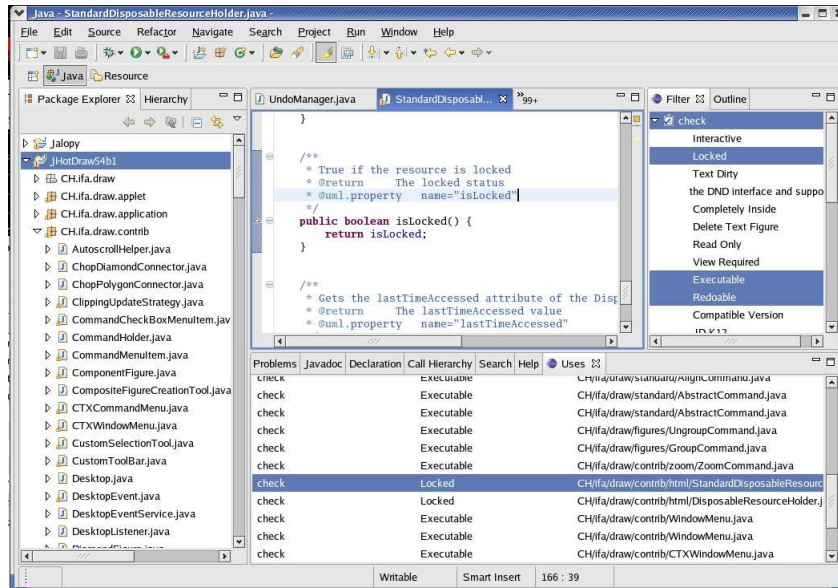 Java - StandardDisposableResourceHolder.java -
File Edit Source Refactor Navigate Search Project Run Window Help
Java Resource
Package Explorer Hierarchy
Jalopy
JHotDraw54b1
CH.ifa.draw
CH.ifa.draw.applet
CH.ifa.draw.application
CH.ifa.draw.contrib
AutoscrollHelper.java
ChopDiamondConnector.java
ChopPolygonConnector.java
ClippingUpdateStrategy.java
CommandCheckBoxMenuItem.jav
CommandHolder.java
CommandMenuItem.java
ComponentFigure.java
CompositeFigureCreationTool.java
CTXCommandMenu.java
CTXWindowMenu.java
CustomSelectionTool.java
CustomToolBar.java
Desktop.java
DesktopEvent.java
DesktopEventService.java
DesktopListener.java
DiamondFigure.java
UndoManager.java StandardDisposabl... »99+
}
/**
* True if the resource is locked
* @return The locked status
* @uml.property name="isLocked"
*/
public boolean isLocked() {
return isLocked;
}
/**
* Gets the lastTimeAccessed attribute of the Disp
* @return The lastTimeAccessed value
* @uml.property name="lastTimeAccessed"
Filter Outline
check
Interactive
Locked
Text Dirty
the DND interface and suppo
Completely Inside
Delete Text Figure
Read Only
View Required
Executable
Redoable
Compatible Version
JDK12
Problems Javadoc Declaration Call Hierarchy Search Help Uses
check Executable CH/ifa/draw/standard/AlignCommand.java
check Executable CH/ifa/draw/standard/AbstractCommand.java
check Executable CH/ifa/draw/standard/AbstractCommand.java
check Executable CH/ifa/draw/figures/UngroupCommand.java
check Executable CH/ifa/draw/figures/GroupCommand.java
check Executable CH/ifa/draw/contrib/zoom/ZoomCommand.java
check Locked CH/ifa/draw/contrib/html/StandardDisposableResourc
check Locked CH/ifa/draw/contrib/html/DisposableResourceHolder.j
check Executable CH/ifa/draw/contrib/WindowMenu.java
check Executable CH/ifa/draw/contrib/WindowMenu.java
check Executable CH/ifa/draw/contrib/CTXWindowMenu.java
Writable Smart Insert 166 : 39